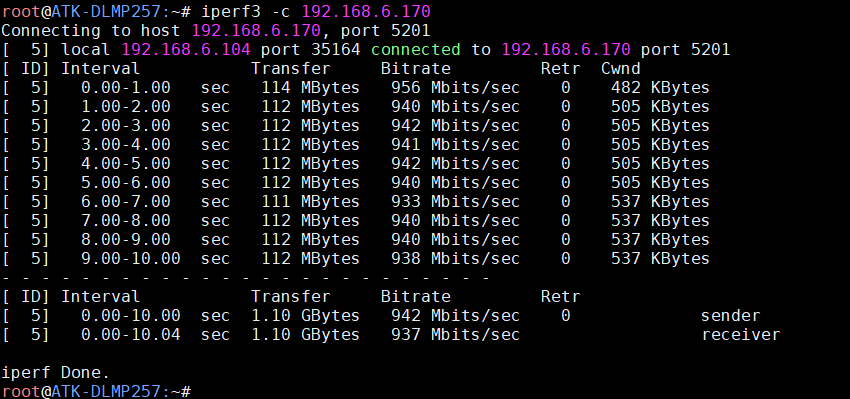 root@ATK-DLMP257:~# iperf3 -c 192.168.6.170
Connecting to host 192.168.6.170, port 5201
[  5] local 192.168.6.104 port 35164 connected to 192.168.6.170 port 5201
[ ID] Interval           Transfer     Bitrate         Retr  Cwnd
[  5]   0.00-1.00   sec   114 MBytes   956 Mbits/sec    0    482 KBytes
[  5]   1.00-2.00   sec   112 MBytes   940 Mbits/sec    0    505 KBytes
[  5]   2.00-3.00   sec   112 MBytes   942 Mbits/sec    0    505 KBytes
[  5]   3.00-4.00   sec   112 MBytes   941 Mbits/sec    0    505 KBytes
[  5]   4.00-5.00   sec   112 MBytes   942 Mbits/sec    0    505 KBytes
[  5]   5.00-6.00   sec   112 MBytes   940 Mbits/sec    0    505 KBytes
[  5]   6.00-7.00   sec   111 MBytes   933 Mbits/sec    0    537 KBytes
[  5]   7.00-8.00   sec   112 MBytes   940 Mbits/sec    0    537 KBytes
[  5]   8.00-9.00   sec   112 MBytes   940 Mbits/sec    0    537 KBytes
[  5]   9.00-10.00  sec   112 MBytes   938 Mbits/sec    0    537 KBytes
- - - - - - - - - - - - - - - - - - - - - - - - -
[ ID] Interval           Transfer     Bitrate         Retr
[  5]   0.00-10.00  sec  1.10 GBytes   942 Mbits/sec    0             sender
[  5]   0.00-10.04  sec  1.10 GBytes   937 Mbits/sec                  receiver
iperf Done.
root@ATK-DLMP257:~#